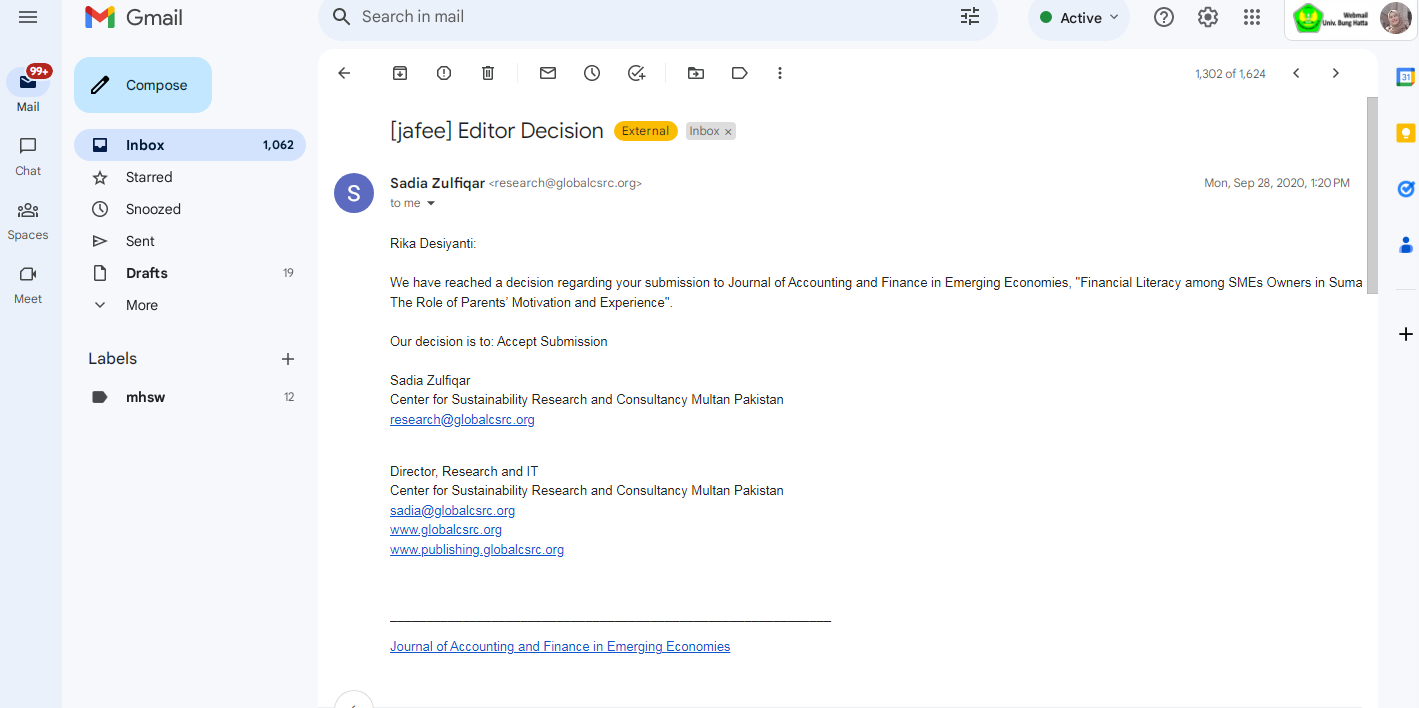 Gmail
Search in mail
Active
Webmail
Univ. Bung Hatta
99+
Mail
Chat
Spaces
Meet
Compose
Inbox 1,062
Starred
Snoozed
Sent
Drafts 19
More
Labels
mhsw 12
1,302 of 1,624
[jafee] Editor Decision External Inbox ×
S
Sadia Zulfiqar <research@globalcsrc.org> Mon, Sep 28, 2020, 1:20 PM
to me
Rika Desiyanti:
We have reached a decision regarding your submission to Journal of Accounting and Finance in Emerging Economies, "Financial Literacy among SMEs Owners in Suma
The Role of Parents' Motivation and Experience".
Our decision is to: Accept Submission
Sadia Zulfiqar
Center for Sustainability Research and Consultancy Multan Pakistan
research@globalcsrc.org
Director, Research and IT
Center for Sustainability Research and Consultancy Multan Pakistan
sadia@globalcsrc.org
www.globalcsrc.org
www.publishing.globalcsrc.org
Journal of Accounting and Finance in Emerging Economies
31